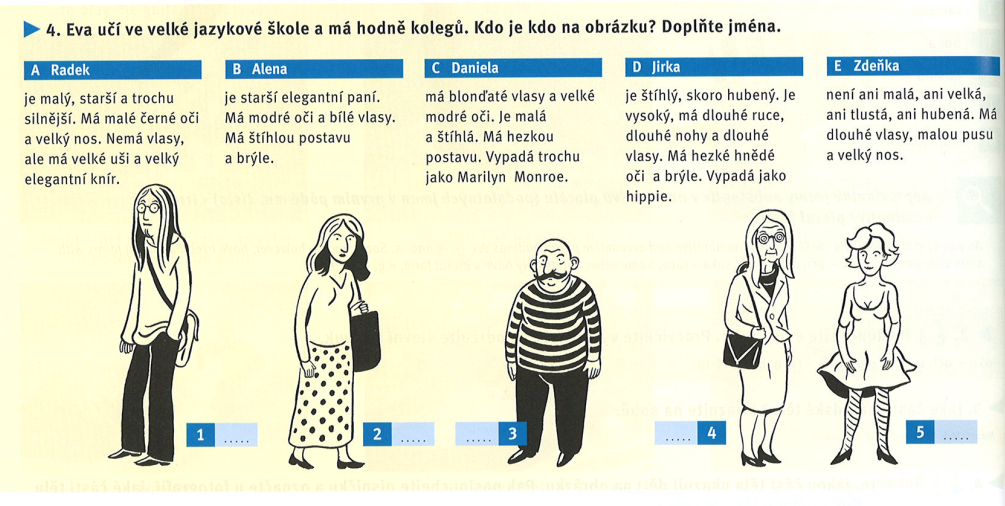 4. Eva učí ve velké jazykové škole a má hodně kolegů. Kdo je kdo na obrázku? Doplňte jména.
A Radek
je malý, starší a trochu
silnější. Má malé černé oči
a velký nos. Nemá vlasy,
ale má velké uši a velký
elegantní knír.
B Alena
je starší elegantní paní.
Má modré oči a bílé vlasy.
Má štíhlou postavu
a brýle.
C Daniela
má blonďaté vlasy a velké
modré oči. Je malá
a štíhlá. Má hezkou
postavu. Vypadá trochu
jako Marilyn Monroe.
D Jirka
je štíhlý, skoro hubený. Je
vysoký, má dlouhé ruce,
dlouhé nohy a dlouhé
vlasy. Má hezké hnědé
oči a brýle. Vypadá jako
hippie.
E Zdeňka
není ani malá, ani velká,
ani tlustá, ani hubená. Má
dlouhé vlasy, malou pusu
a velký nos.
1 .....
2 .....
..... 3
..... 4
5 .....